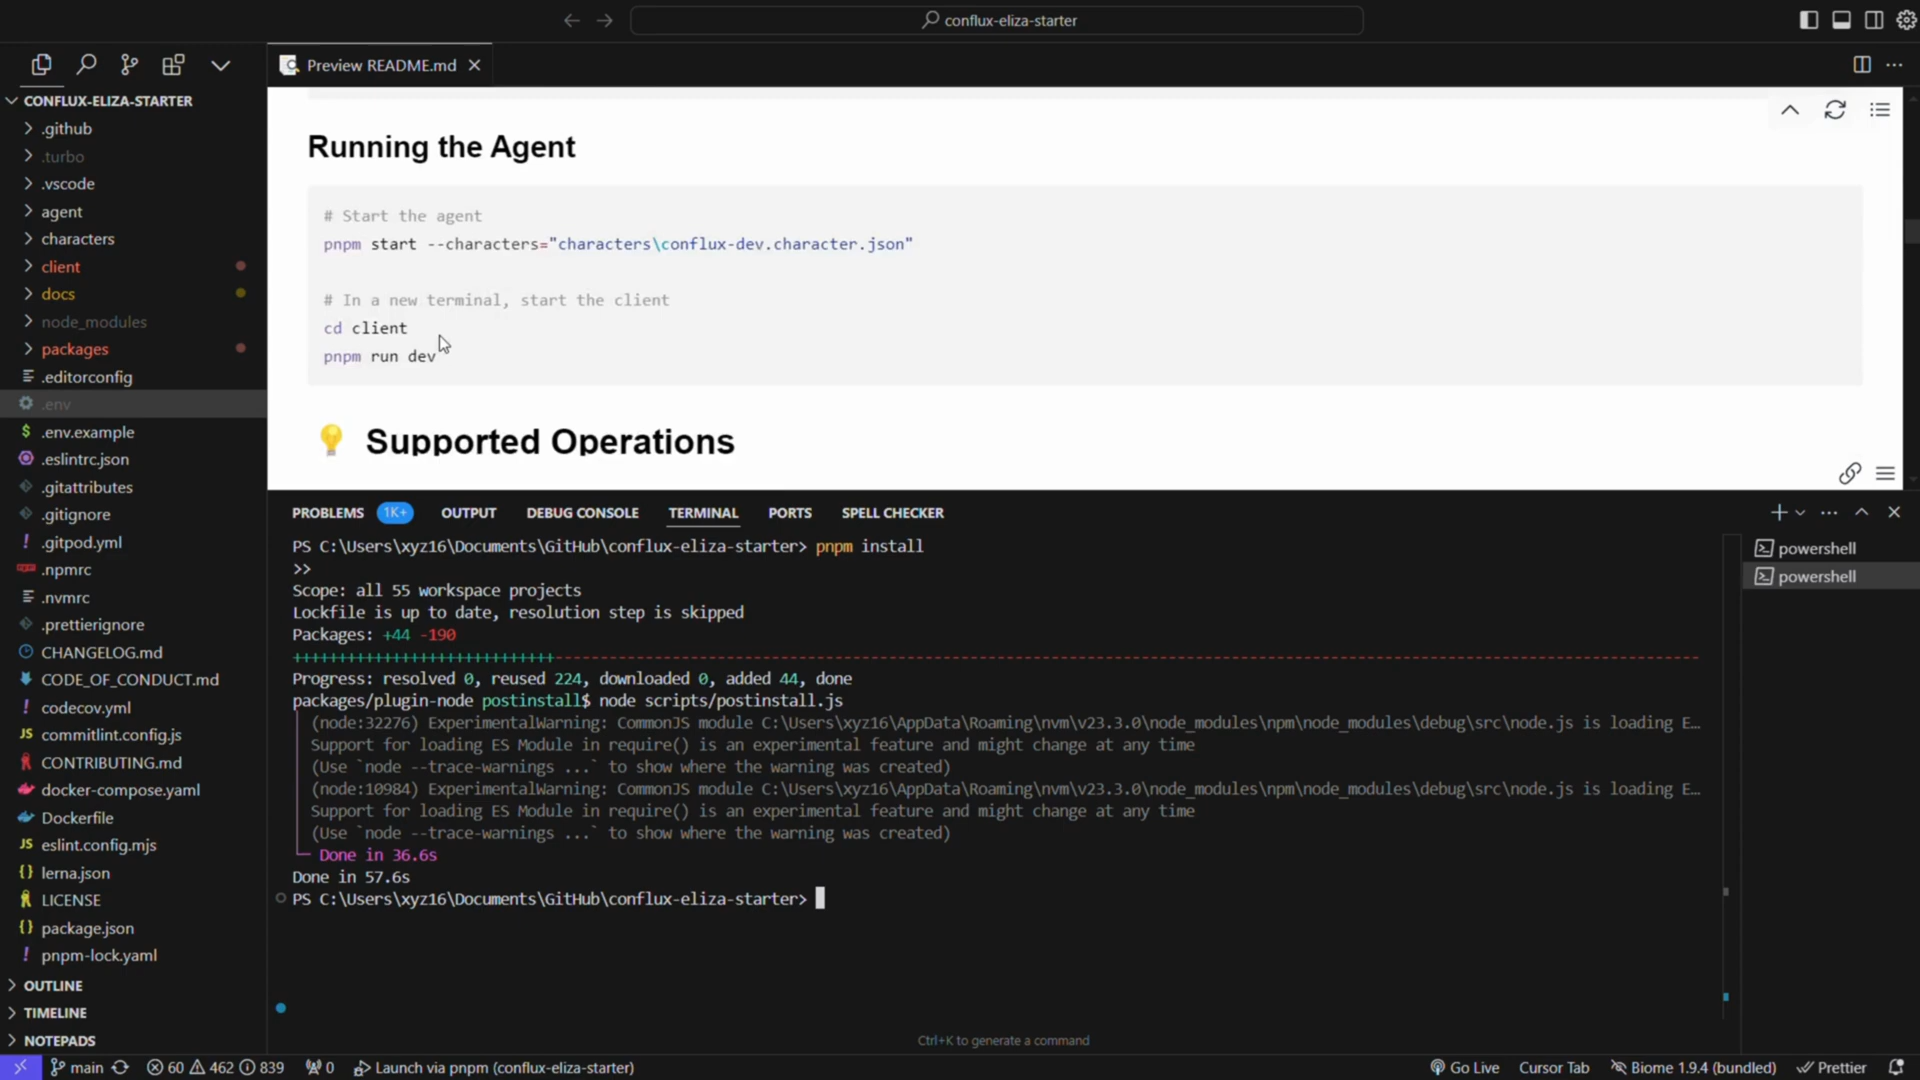 conflux-eliza-starter
Preview README.md
CONFLUX-ELIZA-STARTER
.github
.turbo
.vscode
agent
characters
client
docs
node_modules
packages
.editorconfig
.env
.env.example
.eslintrc.json
.gitattributes
.gitignore
.gitpod.yml
.npmrc
.nvmrc
.prettierignore
CHANGELOG.md
CODE_OF_CONDUCT.md
codecov.yml
commitlint.config.js
CONTRIBUTING.md
docker-compose.yaml
Dockerfile
eslint.config.mjs
lerna.json
LICENSE
package.json
pnpm-lock.yaml
OUTLINE
TIMELINE
NOTEPADS
Running the Agent
# Start the agent
pnpm start --characters="characters\conflux-dev.character.json"
# In a new terminal, start the client
cd client
pnpm run dev
💡 Supported Operations
PROBLEMS 1K+ OUTPUT DEBUG CONSOLE TERMINAL PORTS SPELL CHECKER
PS C:\Users\xyz16\Documents\GitHub\conflux-eliza-starter> pnpm install
>>
Scope: all 55 workspace projects
Lockfile is up to date, resolution step is skipped
Packages: +44 -190
Progress: resolved 0, reused 224, downloaded 0, added 44, done
packages/plugin-node postinstall$ node scripts/postinstall.js
(node:32276) ExperimentalWarning: CommonJS module C:\Users\xyz16\AppData\Roaming\nvm\v23.3.0\node_modules\npm\node_modules\debug\src\node.js is loading E…
Support for loading ES Module in require() is an experimental feature and might change at any time
(Use `node --trace-warnings ...` to show where the warning was created)
(node:10984) ExperimentalWarning: CommonJS module C:\Users\xyz16\AppData\Roaming\nvm\v23.3.0\node_modules\npm\node_modules\debug\src\node.js is loading E…
Support for loading ES Module in require() is an experimental feature and might change at any time
(Use `node --trace-warnings ...` to show where the warning was created)
Done in 36.6s
Done in 57.6s
PS C:\Users\xyz16\Documents\GitHub\conflux-eliza-starter>
powershell
powershell
Ctrl+K to generate a command
main 60 462 839 0 Launch via pnpm (conflux-eliza-starter) Go Live Cursor Tab Biome 1.9.4 (bundled) Prettier